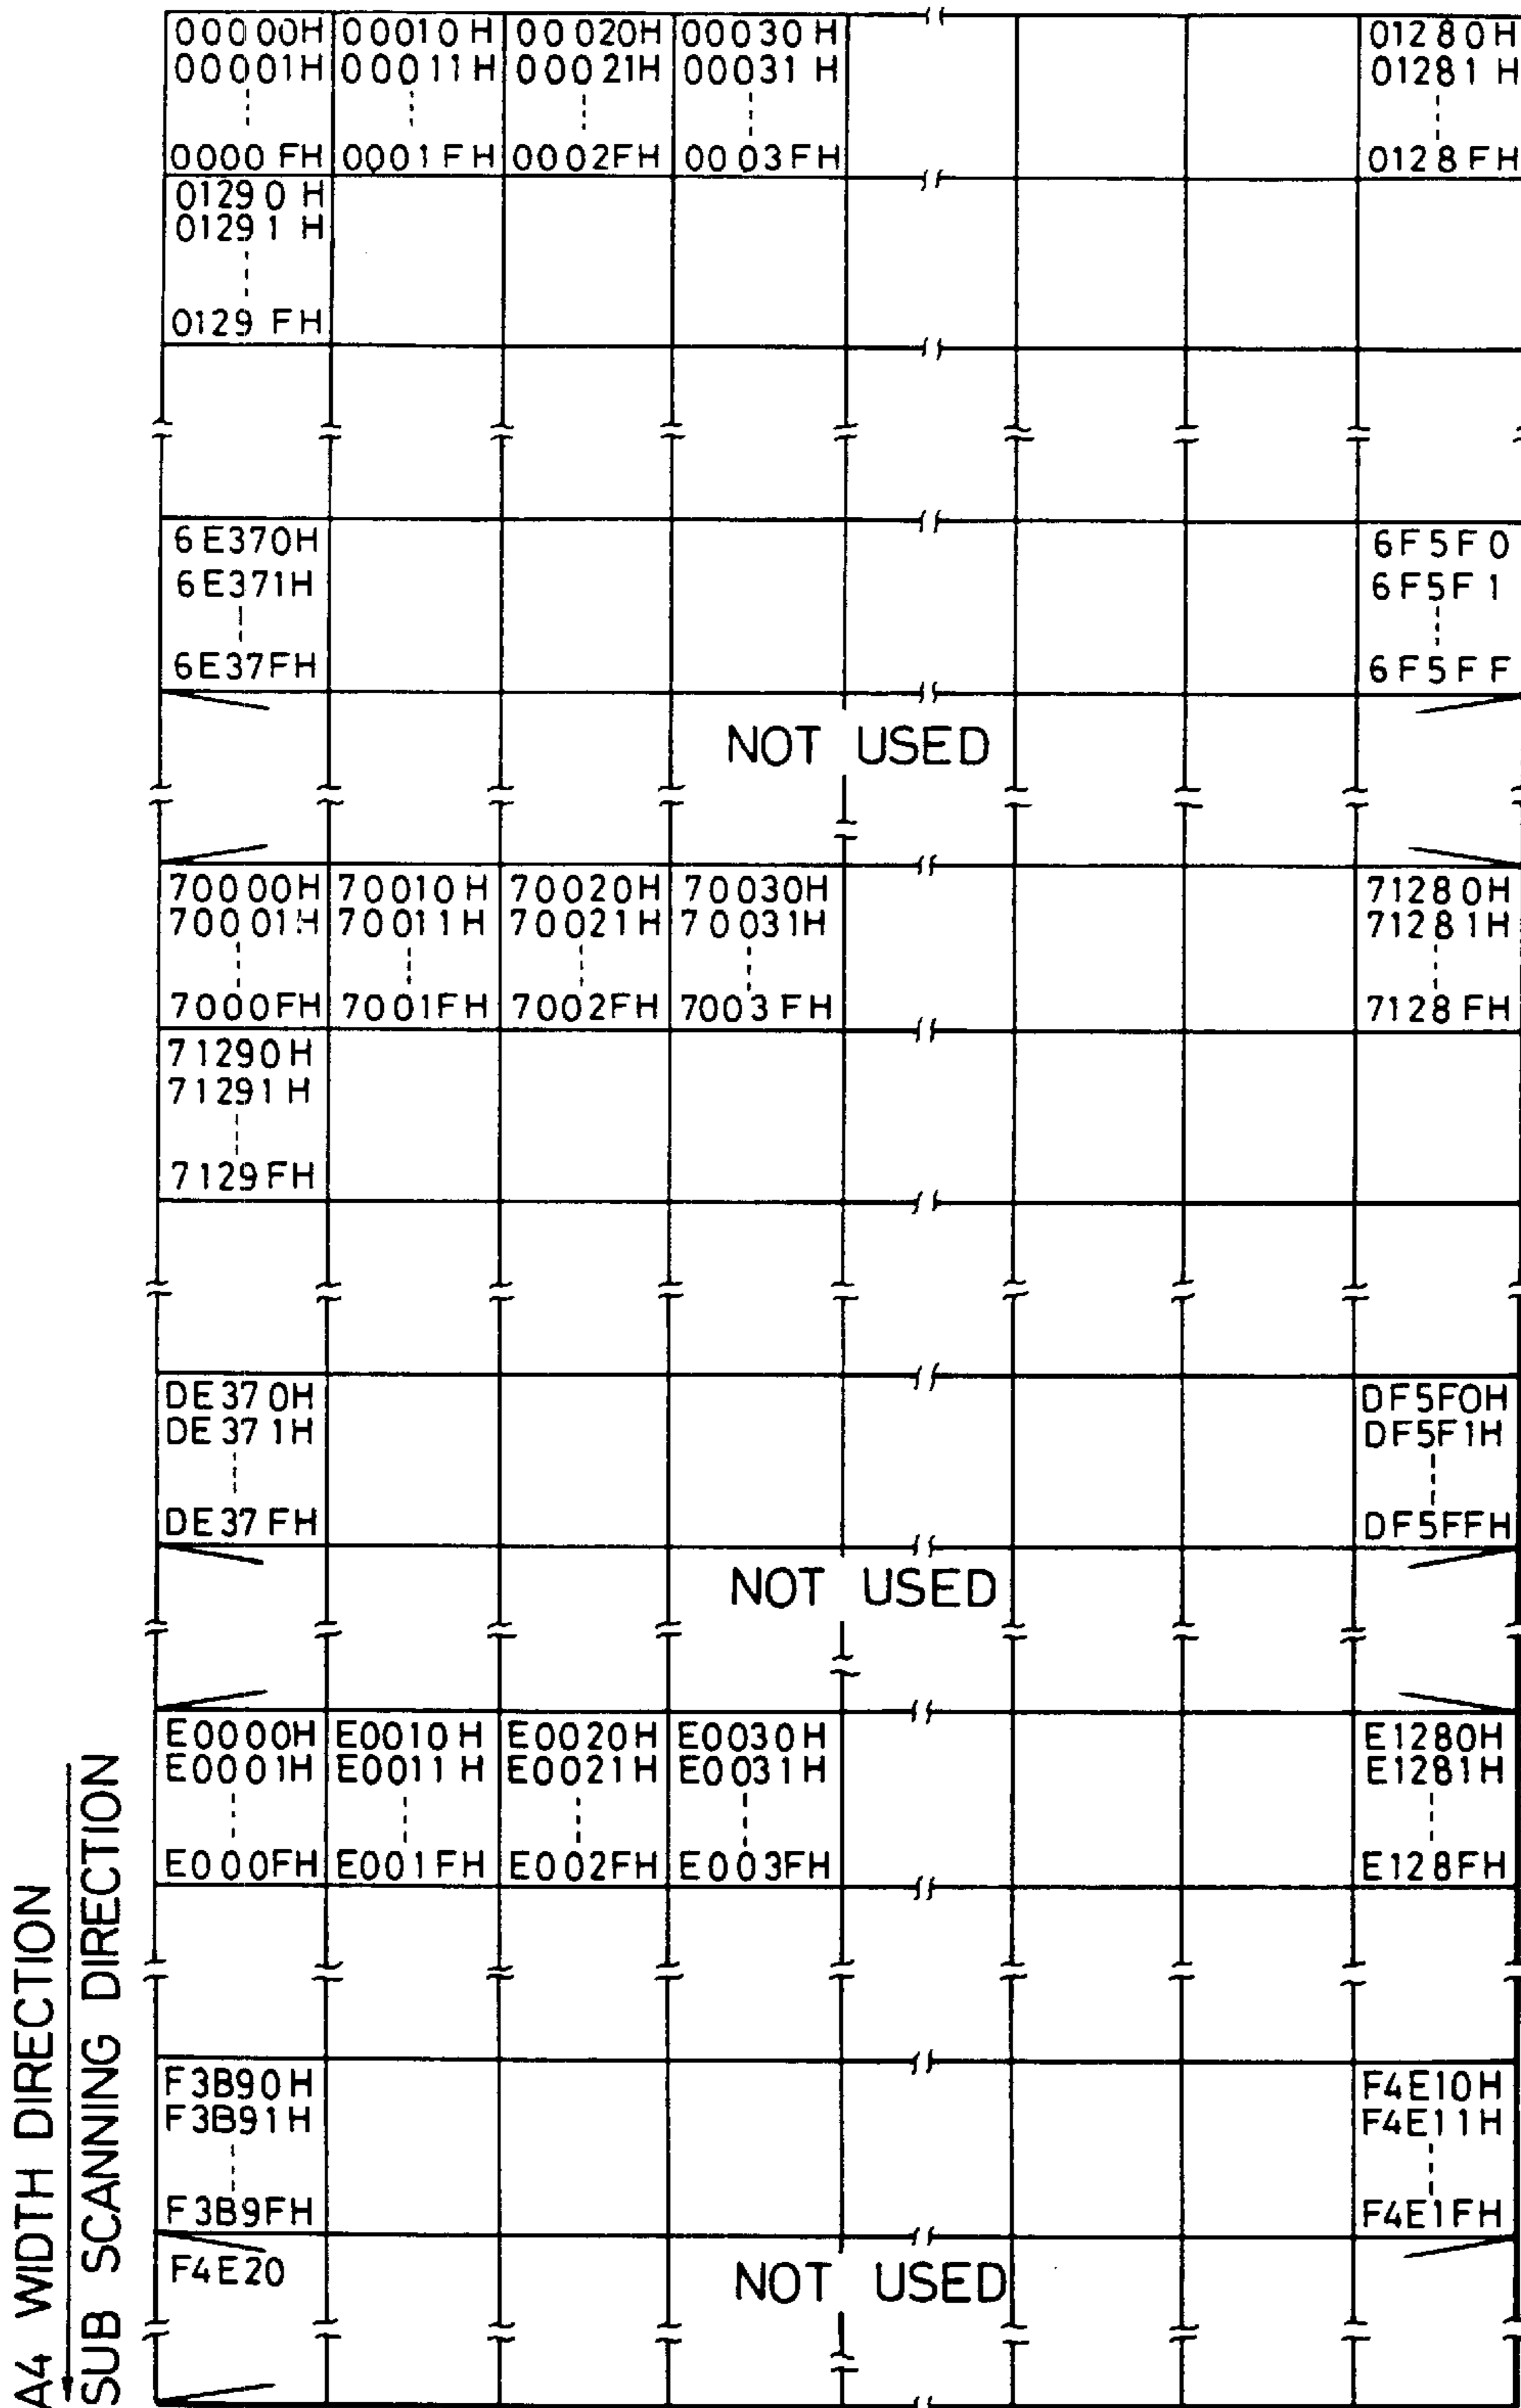 00000H 00010H 00020H 00030H 01280H
00001H 00011H 00021H 00031H 01281H
0000FH 0001FH 0002FH 0003FH 0128FH
01290H
01291H
0129FH
6E370H 6F5F0
6E371H 6F5F1
6E37FH 6F5FF
NOT USED
70000H 70010H 70020H 70030H 71280H
70001H 70011H 70021H 70031H 71281H
7000FH 7001FH 7002FH 7003FH 7128FH
71290H
71291H
7129FH
DE370H DF5F0H
DE371H DF5F1H
DE37FH DF5FFH
NOT USED
E0000H E0010H E0020H E0030H E1280H
E0001H E0011H E0021H E0031H E1281H
E000FH E001FH E002FH E003FH E128FH
F3B90H F4E10H
F3B91H F4E11H
F3B9FH F4E1FH
F4E20
NOT USED
A4 WIDTH DIRECTION
SUB SCANNING DIRECTION